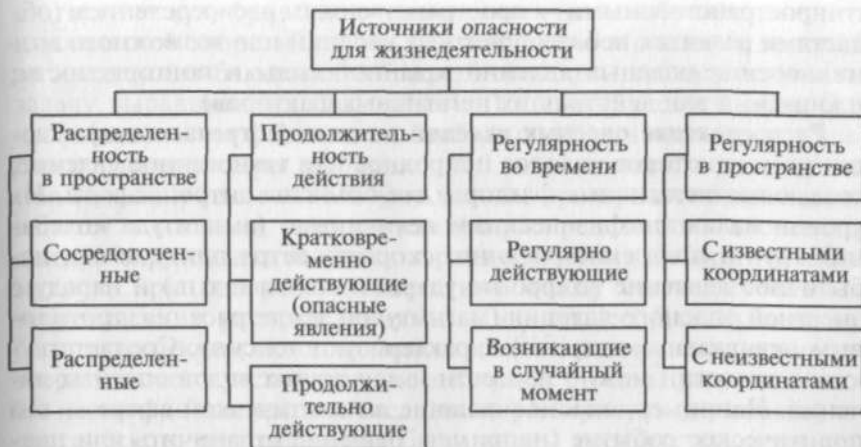 Источники опасности
для жизнедеятельности
Распределен-
ность
в пространстве
Продолжитель-
ность
действия
Регулярность
во времени
Регулярность
в пространстве
Сосредоточен-
ные
Кратковре-
менно
действующие
(опасные
явления)
Регулярно
действующие
С известными
координатами
Распределен-
ные
Продолжи-
тельно
действующие
Возникающие
в случайный
момент
С неизвестными
координатами